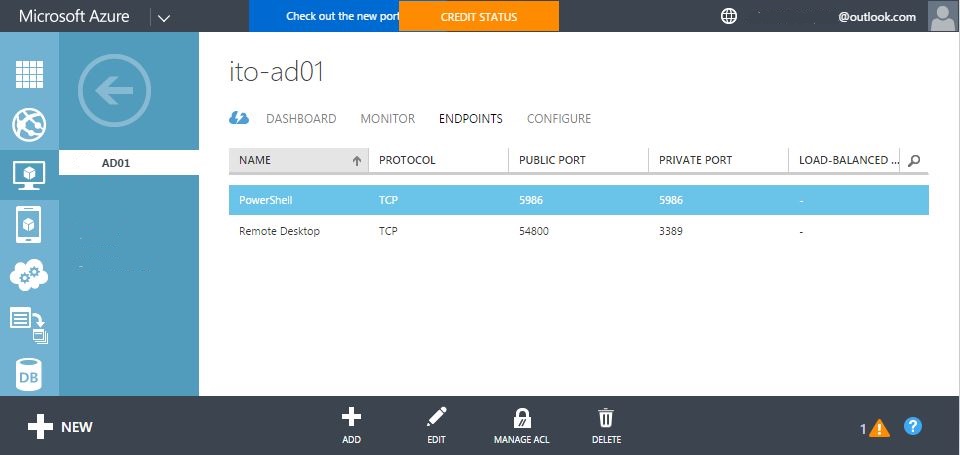 Microsoft Azure
Check out the new port
CREDIT STATUS
@outlook.com
ito-ad01
DASHBOARD MONITOR ENDPOINTS CONFIGURE
AD01
NAME PROTOCOL PUBLIC PORT PRIVATE PORT LOAD-BALANCED ...
PowerShell TCP 5986 5986 -
Remote Desktop TCP 54800 3389 -
DB
NEW
ADD EDIT MANAGE ACL DELETE
1
?